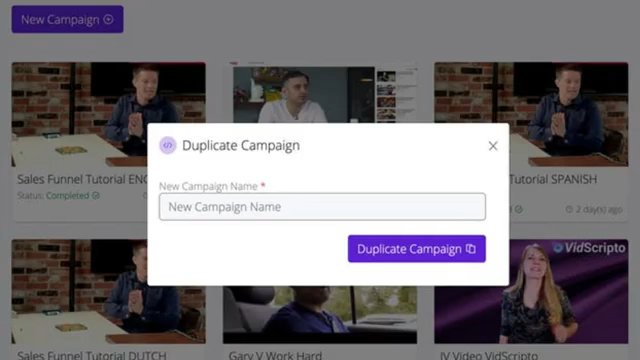 New Campaign
Duplicate Campaign
New Campaign Name *
New Campaign Name
Duplicate Campaign
Sales Funnel Tutorial ENG
Tutorial SPANISH
Status: Completed
2 day(s) ago
VidScripto
Sales Funnel Tutorial DUTCH
Gary V Work Hard
JV Video VidScripto